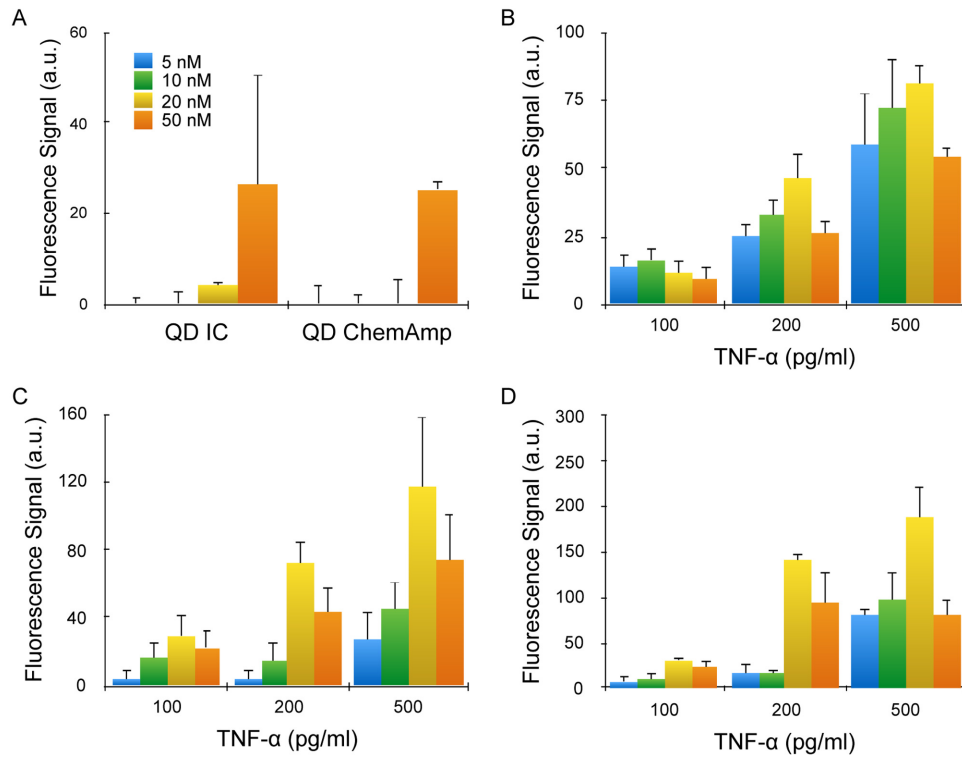 A
Fluorescence Signal (a.u.)
60
40
20
0
5 nM
10 nM
20 nM
50 nM
QD IC
QD ChemAmp
B
Fluorescence Signal (a.u.)
100
75
50
25
0
100
200
500
TNF-α (pg/ml)
C
Fluorescence Signal (a.u.)
160
120
80
40
0
100
200
500
TNF-α (pg/ml)
D
Fluorescence Signal (a.u.)
300
250
200
150
100
50
0
100
200
500
TNF-α (pg/ml)